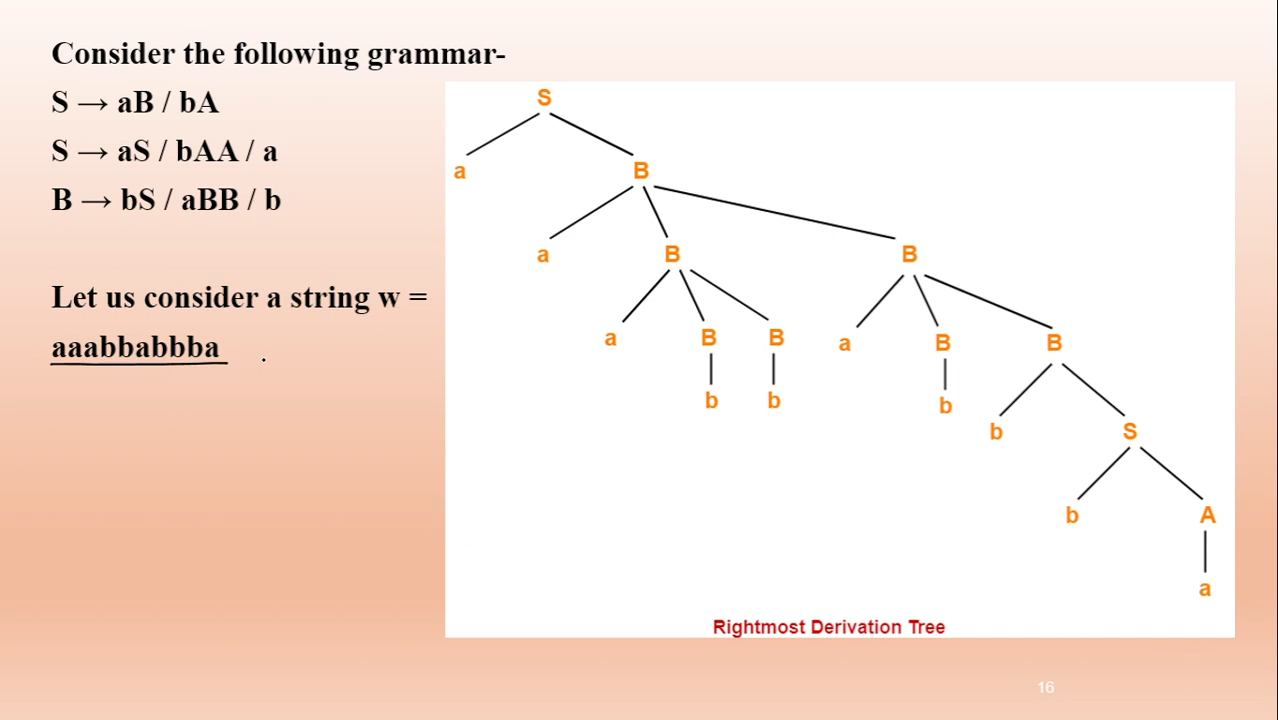 Consider the following grammar-
S → aB / bA
S → aS / bAA / a
B → bS / aBB / b
Let us consider a string w =
aaabbabbba
S
a B
a B B
a B B a B B
b b b b S
b A
a
Rightmost Derivation Tree
16